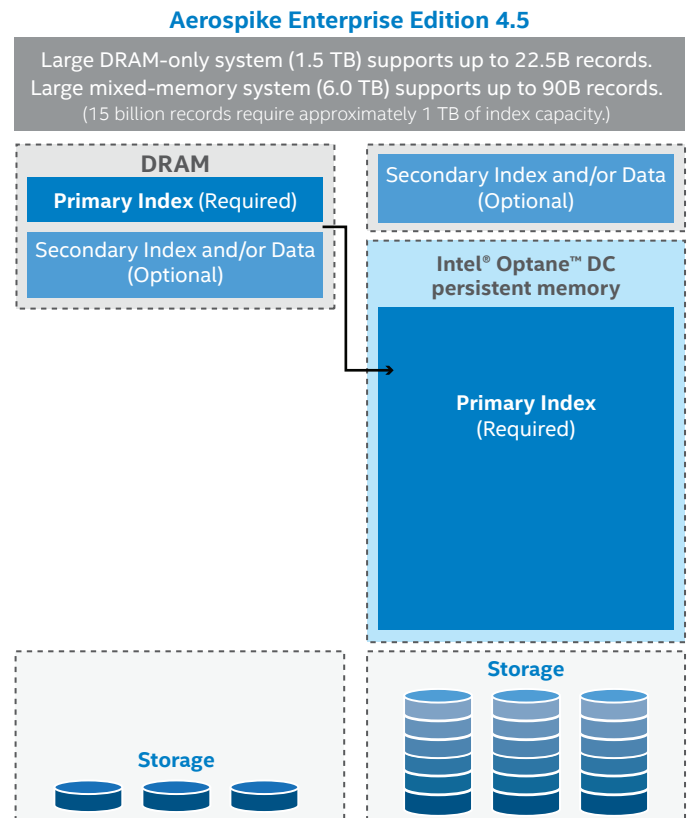 Aerospike Enterprise Edition 4.5
Large DRAM-only system (1.5 TB) supports up to 22.5B records.
Large mixed-memory system (6.0 TB) supports up to 90B records.
(15 billion records require approximately 1 TB of index capacity.)
DRAM
Primary Index (Required)
Secondary Index and/or Data
(Optional)
Secondary Index and/or Data
(Optional)
Intel® Optane™ DC
persistent memory
Primary Index
(Required)
Storage
Storage